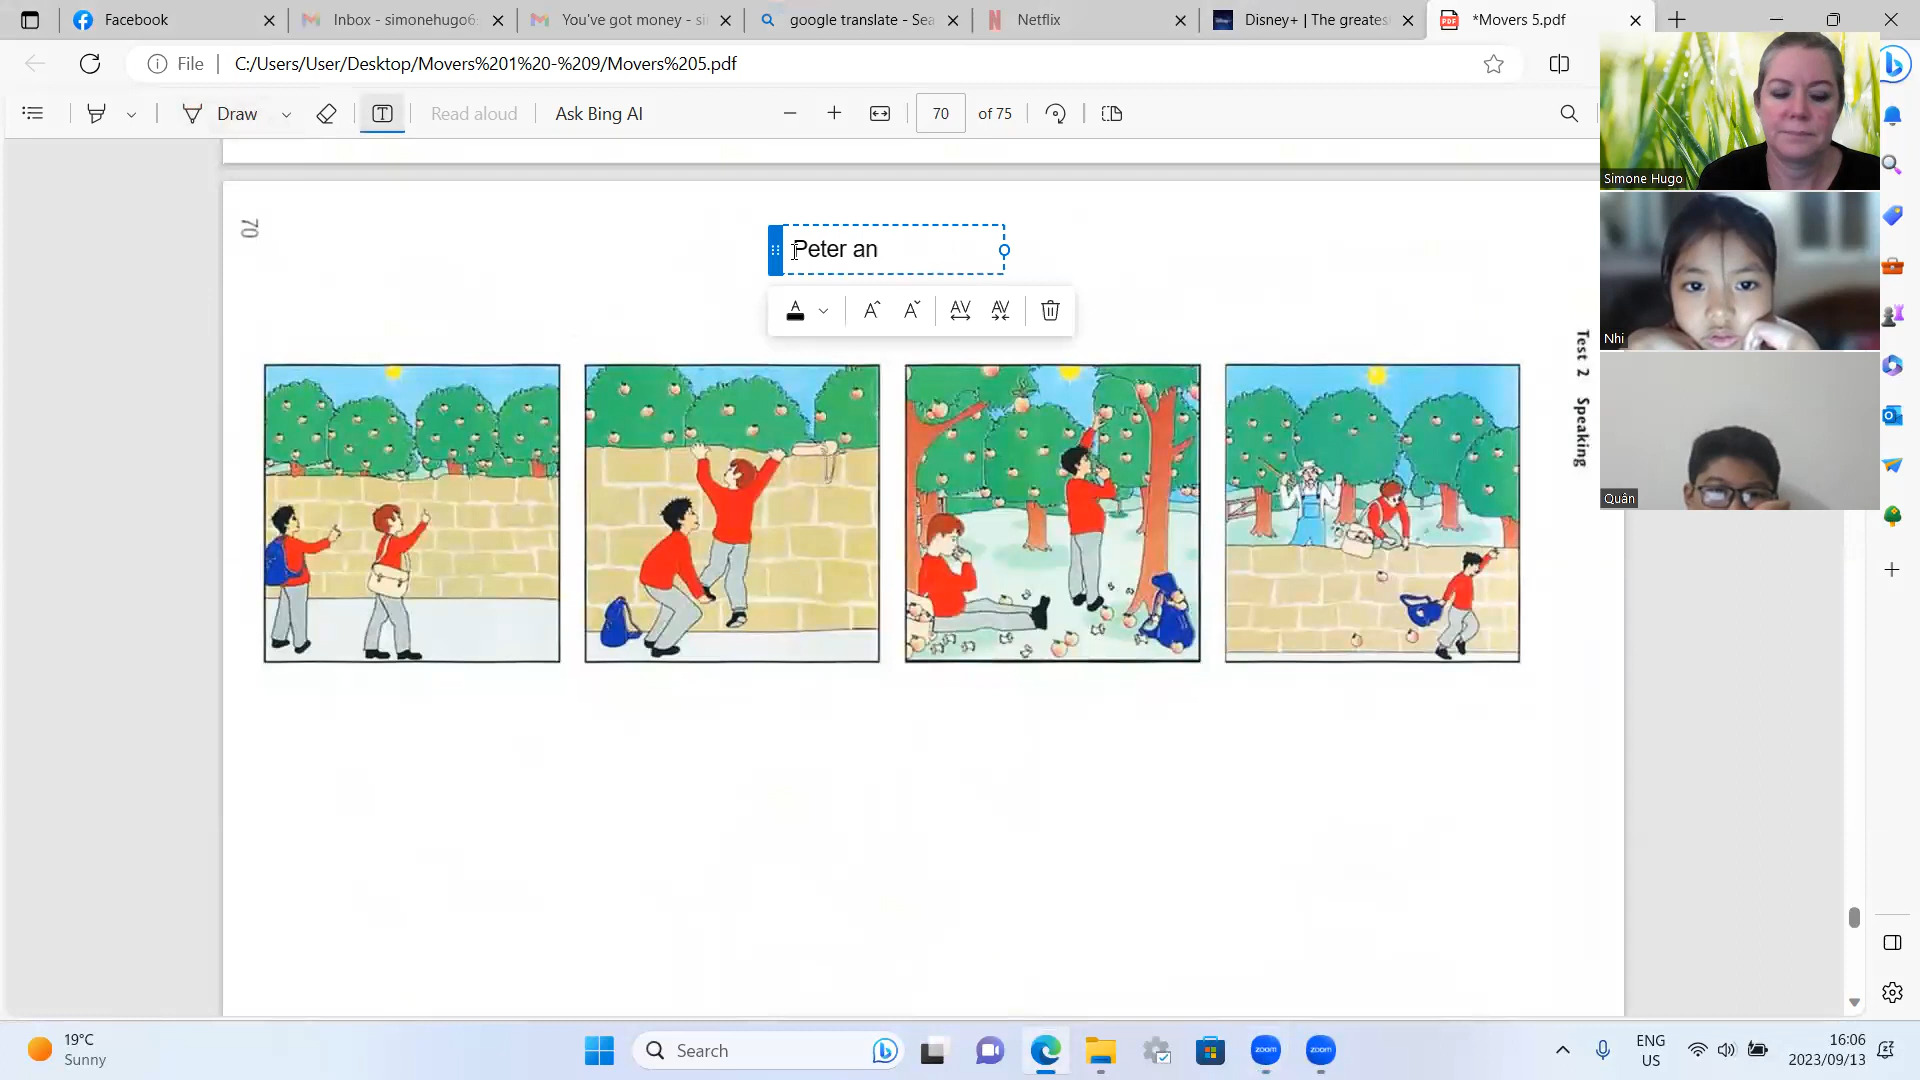 Facebook
Inbox - simonehugo6
You've got money - si
google translate - Sea
Netflix
Disney+ | The greates
*Movers 5.pdf
File
C:/Users/User/Desktop/Movers%201%20-%209/Movers%205.pdf
Draw
Read aloud
Ask Bing AI
70
of 75
Simone Hugo
Nhi
Quân
70
Peter an
Test 2 Speaking
19°C
Sunny
Search
zoom
zoom
ENG
US
16:06
2023/09/13